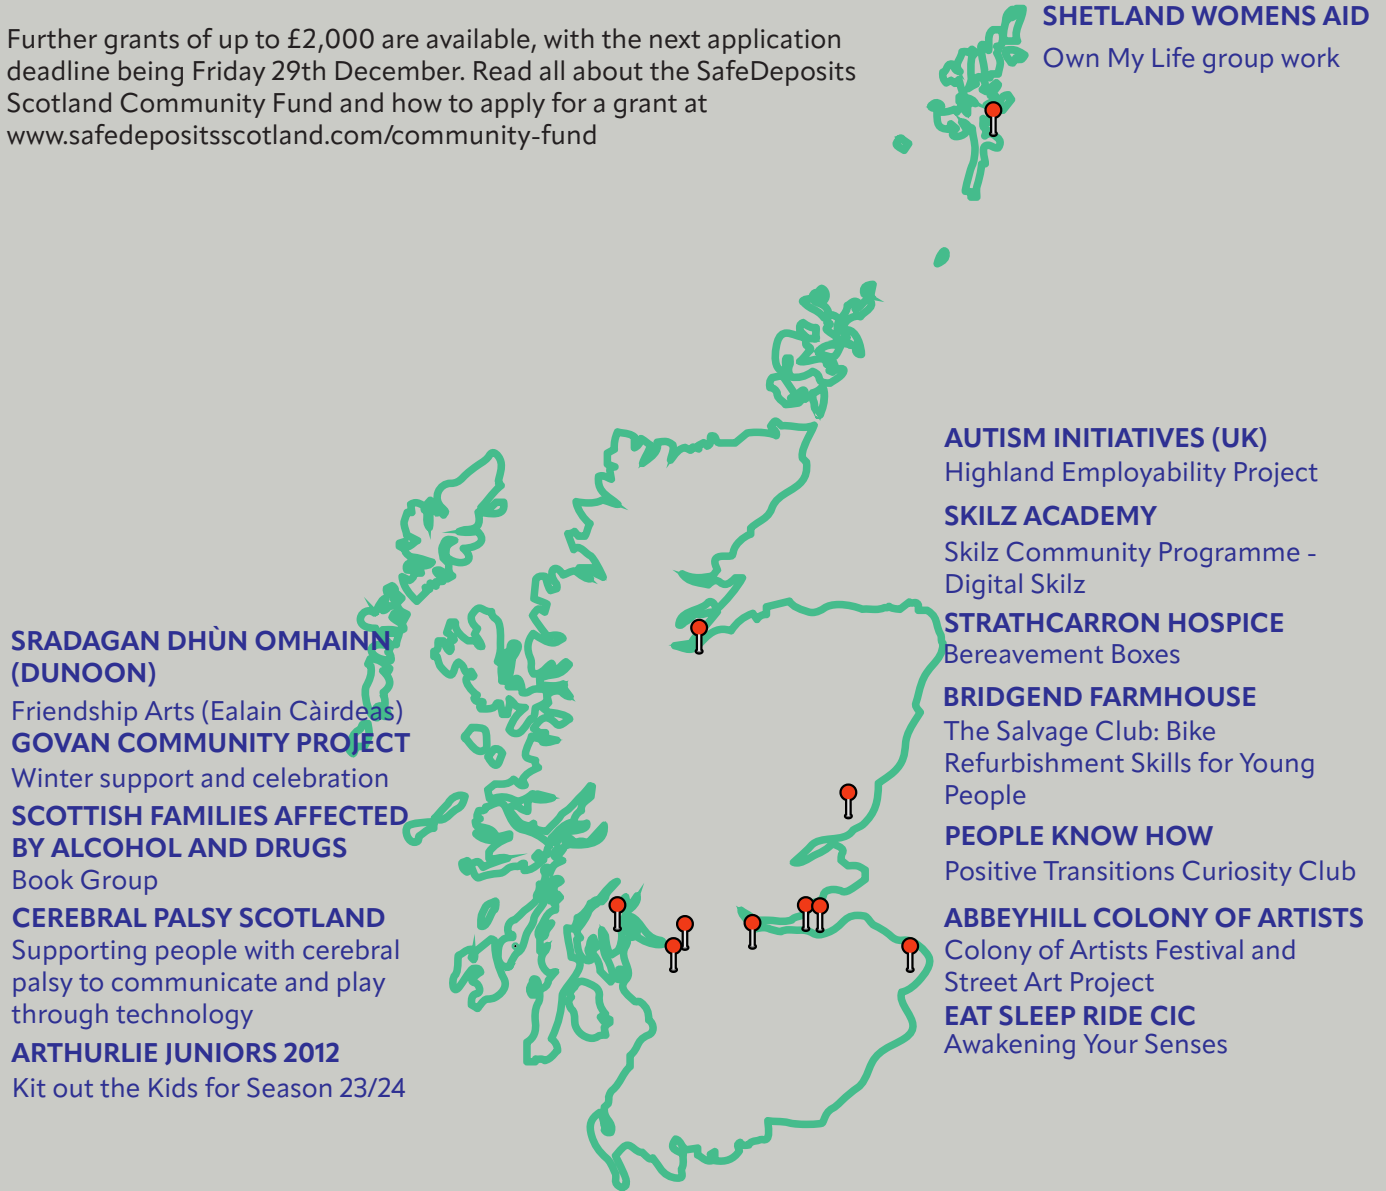 Further grants of up to £2,000 are available, with the next application
deadline being Friday 29th December. Read all about the SafeDeposits
Scotland Community Fund and how to apply for a grant at
www.safedepositsscotland.com/community-fund
SHETLAND WOMENS AID
Own My Life group work
SRADAGAN DHÙN OMHAINN
(DUNOON)
Friendship Arts (Ealain Càirdeas)
GOVAN COMMUNITY PROJECT
Winter support and celebration
SCOTTISH FAMILIES AFFECTED
BY ALCOHOL AND DRUGS
Book Group
CEREBRAL PALSY SCOTLAND
Supporting people with cerebral
palsy to communicate and play
through technology
ARTHURLIE JUNIORS 2012
Kit out the Kids for Season 23/24
AUTISM INITIATIVES (UK)
Highland Employability Project
SKILZ ACADEMY
Skilz Community Programme -
Digital Skilz
STRATHCARRON HOSPICE
Bereavement Boxes
BRIDGEND FARMHOUSE
The Salvage Club: Bike
Refurbishment Skills for Young
People
PEOPLE KNOW HOW
Positive Transitions Curiosity Club
ABBEYHILL COLONY OF ARTISTS
Colony of Artists Festival and
Street Art Project
EAT SLEEP RIDE CIC
Awakening Your Senses